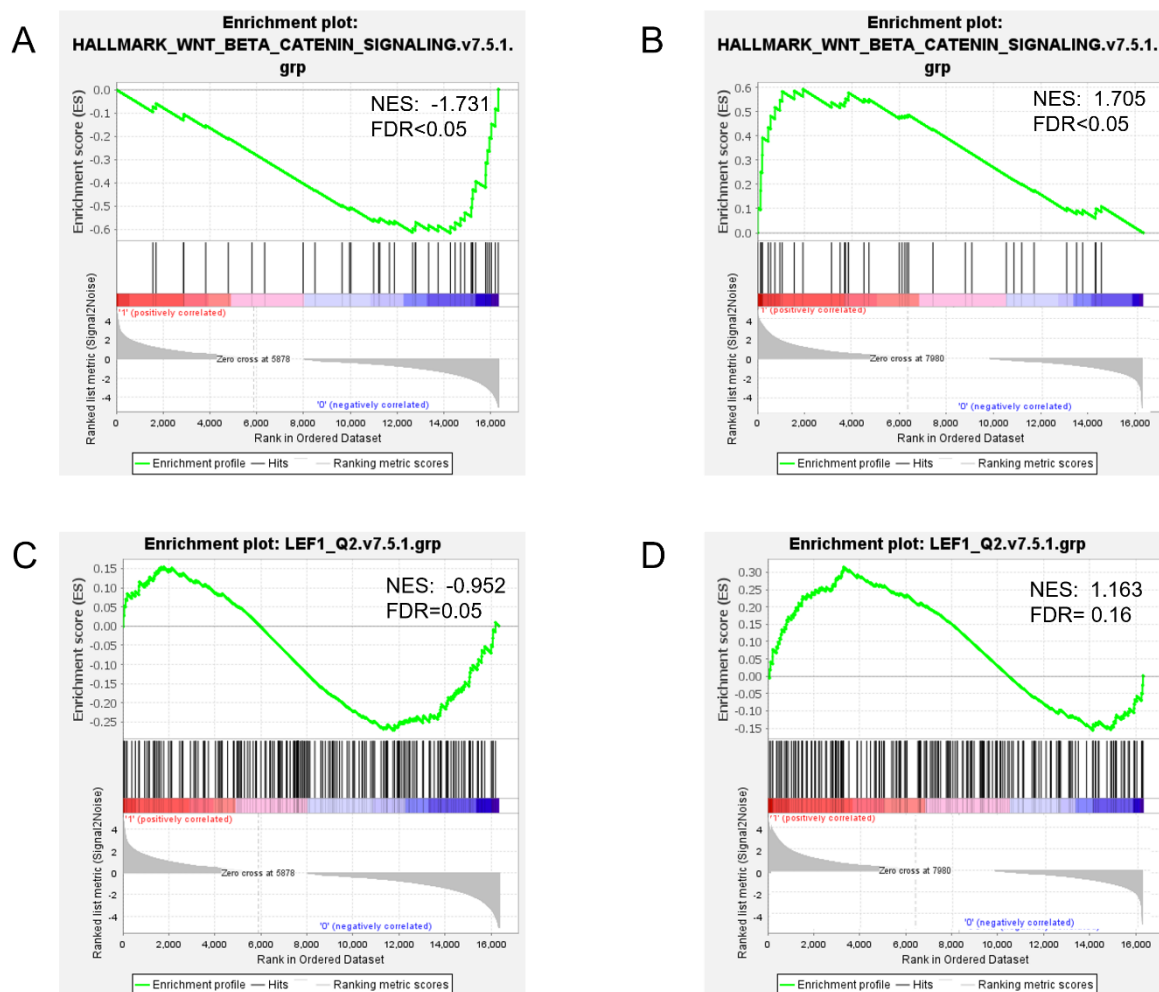 A
Enrichment plot:
HALLMARK_WNT_BETA_CATENIN_SIGNALING.v7.5.1.
grp
NES: -1.731
FDR<0.05
Enrichment score (ES)
0.0
-0.1
-0.2
-0.3
-0.4
-0.5
-0.6
'1' (positively correlated)
Ranked list metric (Signal2Noise)
4
2
0
-2
-4
Zero cross at 5878
'0' (negatively correlated)
0 2,000 4,000 6,000 8,000 10,000 12,000 14,000 16,000
Rank in Ordered Dataset
Enrichment profile Hits Ranking metric scores
B
Enrichment plot:
HALLMARK_WNT_BETA_CATENIN_SIGNALING.v7.5.1.
grp
NES: 1.705
FDR<0.05
Enrichment score (ES)
0.6
0.5
0.4
0.3
0.2
0.1
0.0
1' (positively correlated)
Ranked list metric (Signal2Noise)
4
2
0
-2
-4
Zero cross at 7980
'0' (negatively correlated)
0 2,000 4,000 6,000 8,000 10,000 12,000 14,000 16,000
Rank in Ordered Dataset
Enrichment profile Hits Ranking metric scores
C
Enrichment plot: LEF1_Q2.v7.5.1.grp
NES: -0.952
FDR=0.05
Enrichment score (ES)
0.15
0.10
0.05
0.00
-0.05
-0.10
-0.15
-0.20
-0.25
'1' (positively correlated)
Ranked list metric (Signal2Noise)
4
2
0
-2
-4
Zero cross at 5878
'0' (negatively correlated)
0 2,000 4,000 6,000 8,000 10,000 12,000 14,000 16,000
Rank in Ordered Dataset
Enrichment profile Hits Ranking metric scores
D
Enrichment plot: LEF1_Q2.v7.5.1.grp
NES: 1.163
FDR= 0.16
Enrichment score (ES)
0.30
0.25
0.20
0.15
0.10
0.05
0.00
-0.05
-0.10
-0.15
'1' (positively correlated)
Ranked list metric (Signal2Noise)
4
2
0
-2
-4
Zero cross at 7980
'0' (negatively correlated)
0 2,000 4,000 6,000 8,000 10,000 12,000 14,000 16,000
Rank in Ordered Dataset
Enrichment profile Hits Ranking metric scores